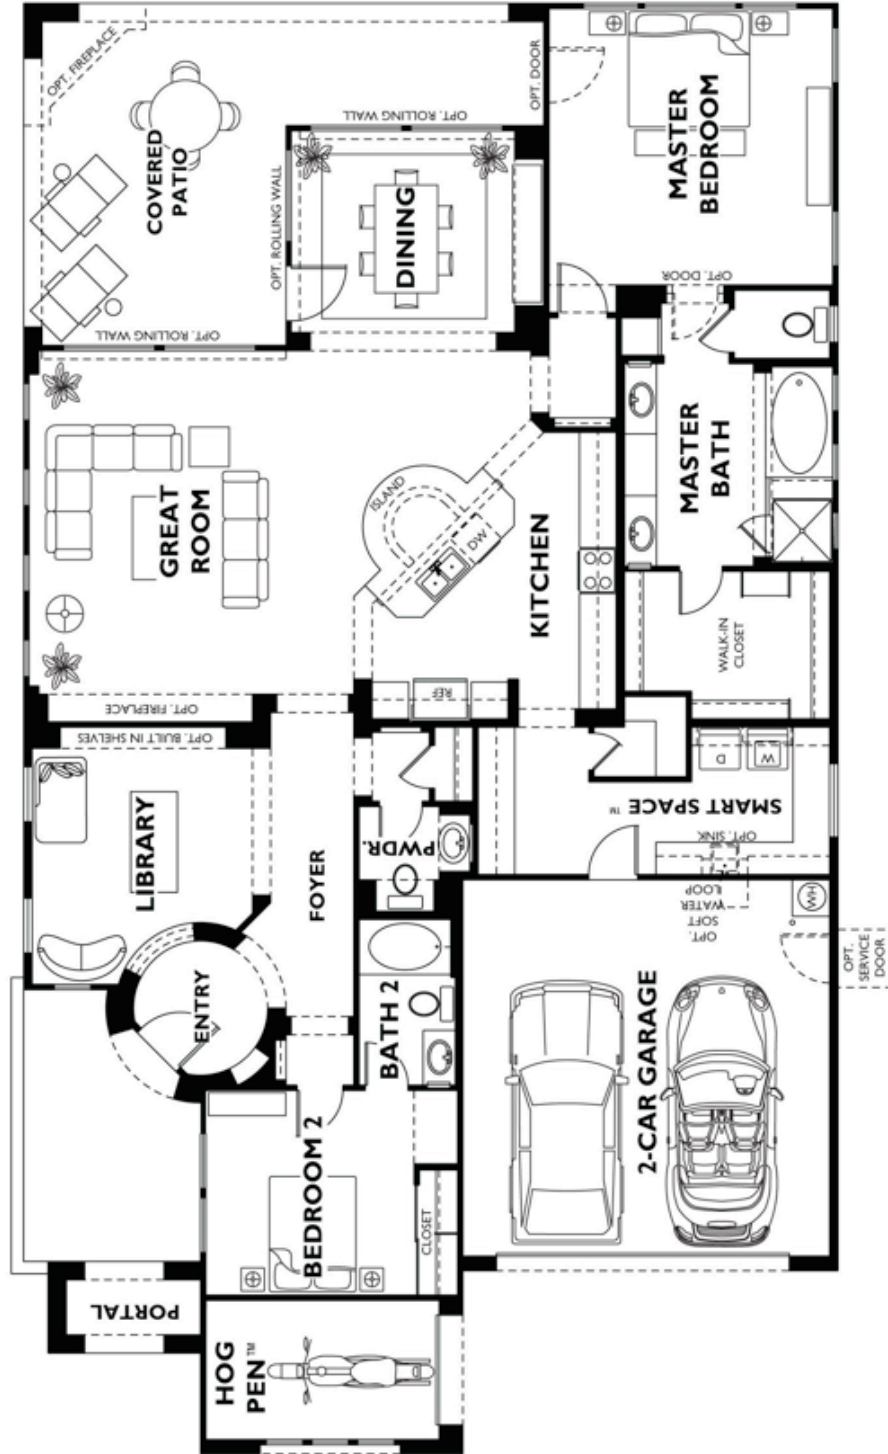 OPT. FIREPLACE
OPT. DOOR
MASTER
BEDROOM
OPT. ROLLING WALL
COVERED
PATIO
OPT. ROLLING WALL
DINING
OPT. DOOR
OPT. ROLLING WALL
MASTER
BATH
GREAT
ROOM
ISLAND
DW
KITCHEN
WALK-IN
CLOSET
REF
OPT. FIREPLACE
OPT. BUILT IN SHELVES
D
W
SMART SPACE™
OPT. SINK
LIBRARY
FOYER
PWDR.
OPT.
SOFT
WATER
LOOP
WH
OPT.
SERVICE
DOOR
ENTRY
BATH 2
2-CAR GARAGE
BEDROOM 2
CLOSET
PORTAL
HOG
PEN™